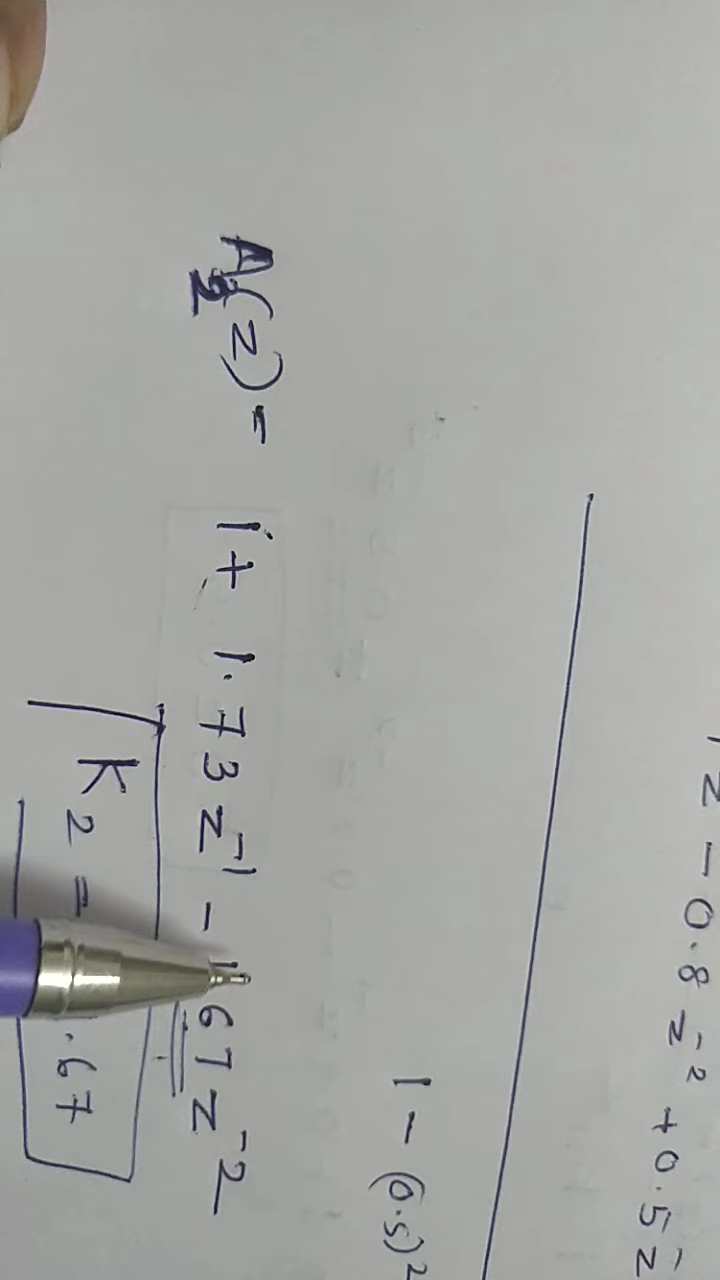 z - 0.8 z⁻² + 0.5 z⁻
1 - (0.5)²
A₂(z) = 1 + 1.73 z⁻¹ - 1.67 z⁻²
K₂ = .67